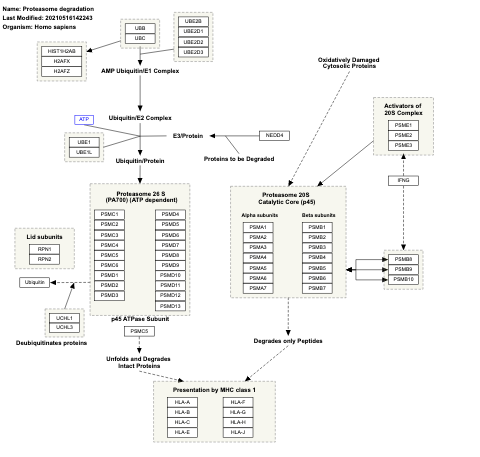 Name: Proteasome degradation
Last Modified: 20210516142243
Organism: Homo sapiens
UBB
UBC
UBE2B
UBE2D1
UBE2D2
UBE2D3
HIST1H2AB
H2AFX
H2AFZ
AMP Ubiquitin/E1 Complex
Oxidatively Damaged
Cytosolic Proteins
Activators of
20S Complex
PSME1
PSME2
PSME3
ATP
Ubiquitin/E2 Complex
UBE1
UBE1L
E3/Protein
NEDD4
Proteins to be Degraded
Ubiquitin/Protein
IFNG
Proteasome 26 S
(PA700) (ATP dependent)
PSMC1
PSMC2
PSMC3
PSMC4
PSMC5
PSMC6
PSMD1
PSMD2
PSMD3
PSMD4
PSMD5
PSMD6
PSMD7
PSMD8
PSMD9
PSMD10
PSMD11
PSMD12
PSMD13
Proteasome 20S
Catalytic Core (p45)
Alpha subunits
PSMA1
PSMA2
PSMA3
PSMA4
PSMA5
PSMA6
PSMA7
Beta subunits
PSMB1
PSMB2
PSMB3
PSMB4
PSMB5
PSMB6
PSMB7
PSMB8
PSMB9
PSMB10
Lid subunits
RPN1
RPN2
Ubiquitin
UCHL1
UCHL3
Deubiquitinates proteins
p45 ATPase Subunit
PSMC5
Unfolds and Degrades
Intact Proteins
Degrades only Peptides
Presentation by MHC class 1
HLA-A
HLA-B
HLA-C
HLA-E
HLA-F
HLA-G
HLA-H
HLA-J